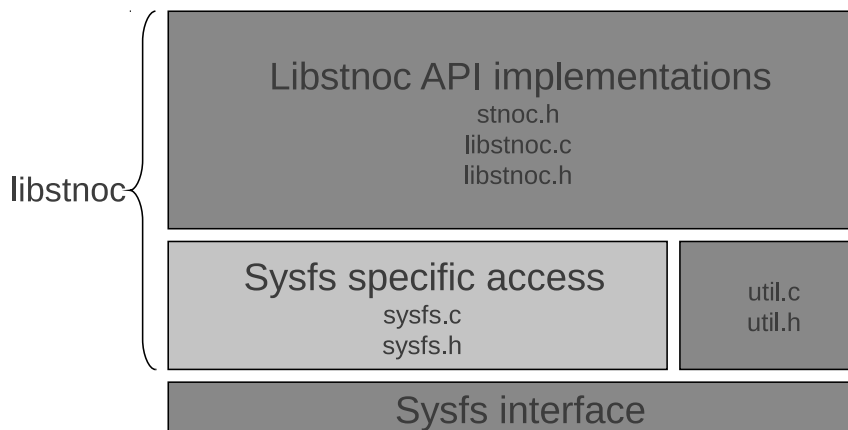 Libstnoc API implementations
stnoc.h
libstnoc.c
libstnoc.h
libstnoc
Sysfs specific access
sysfs.c
sysfs.h
util.c
util.h
Sysfs interface